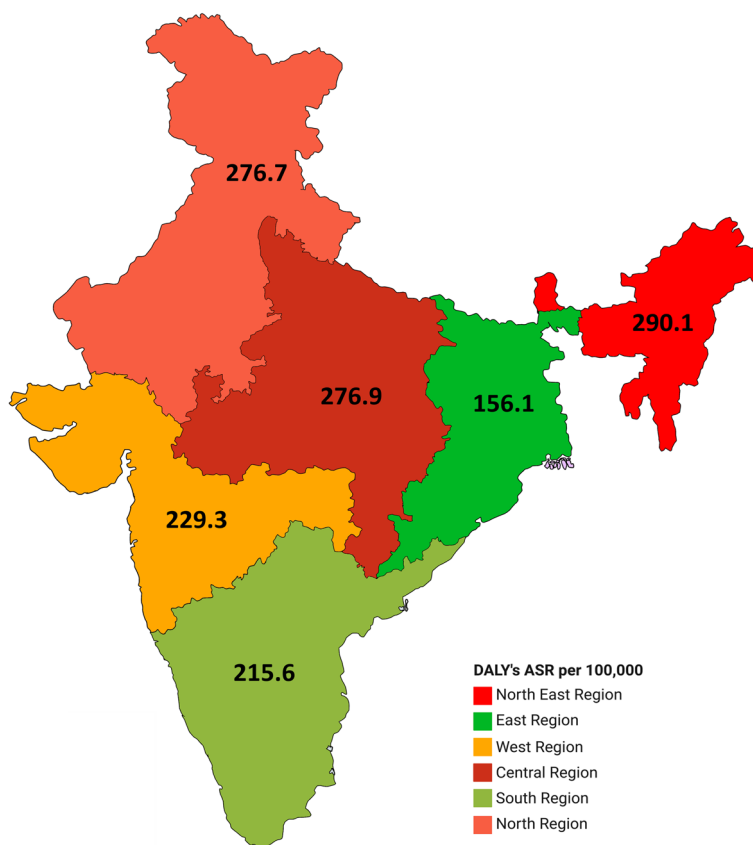 276.7
290.1
276.9
156.1
229.3
215.6
DALY's ASR per 100,000
North East Region
East Region
West Region
Central Region
South Region
North Region